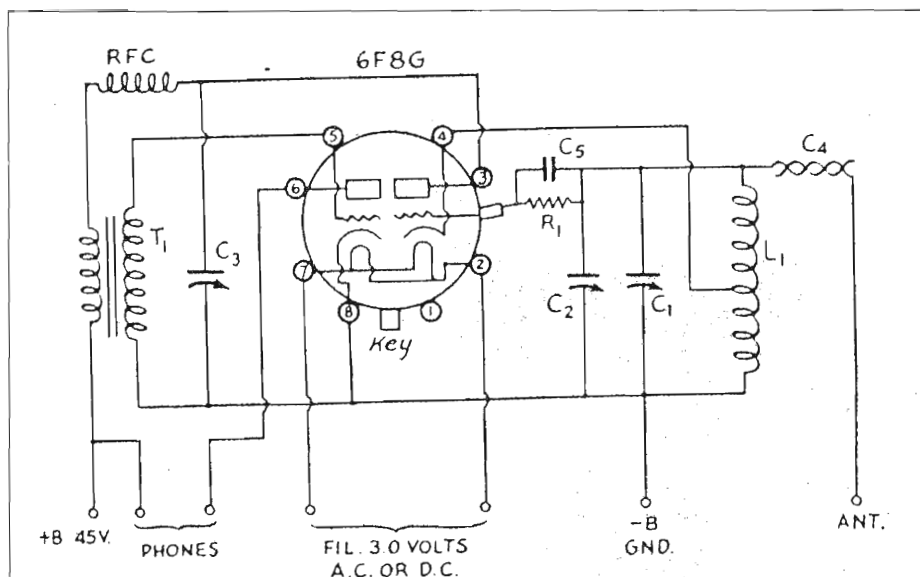 RFC
6F8G
5
4
C5
C4
6
3
R1
T1
C3
L1
7
2
C2
C1
8
1
Key
+B 45V.
PHONES
FIL. 3.0 VOLTS
A.C. OR D.C.
-B
GND.
ANT.